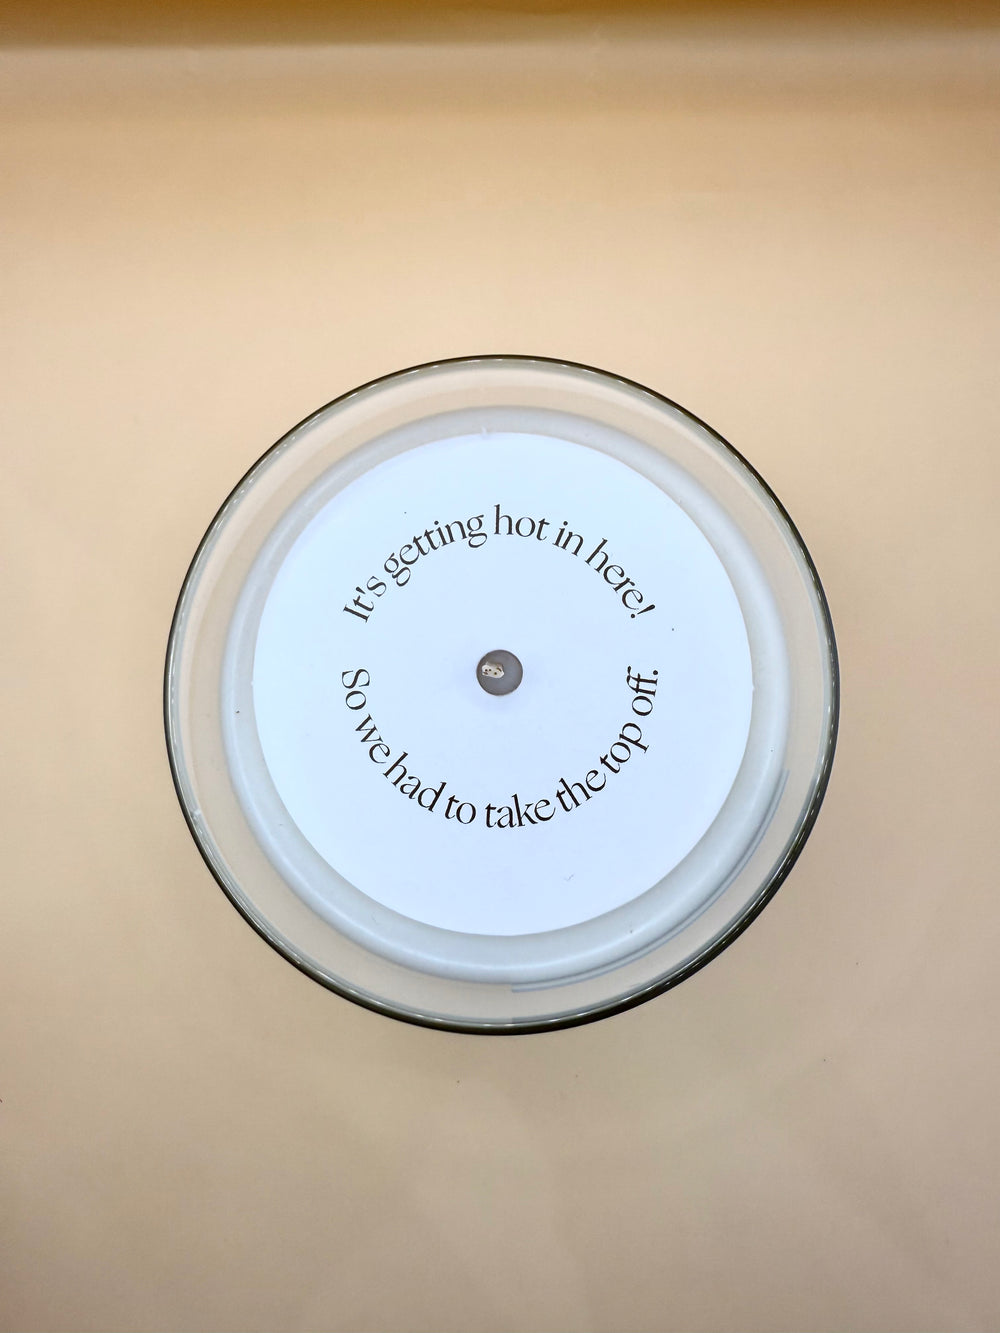 It's getting hot in here!
So we had to take the top off.